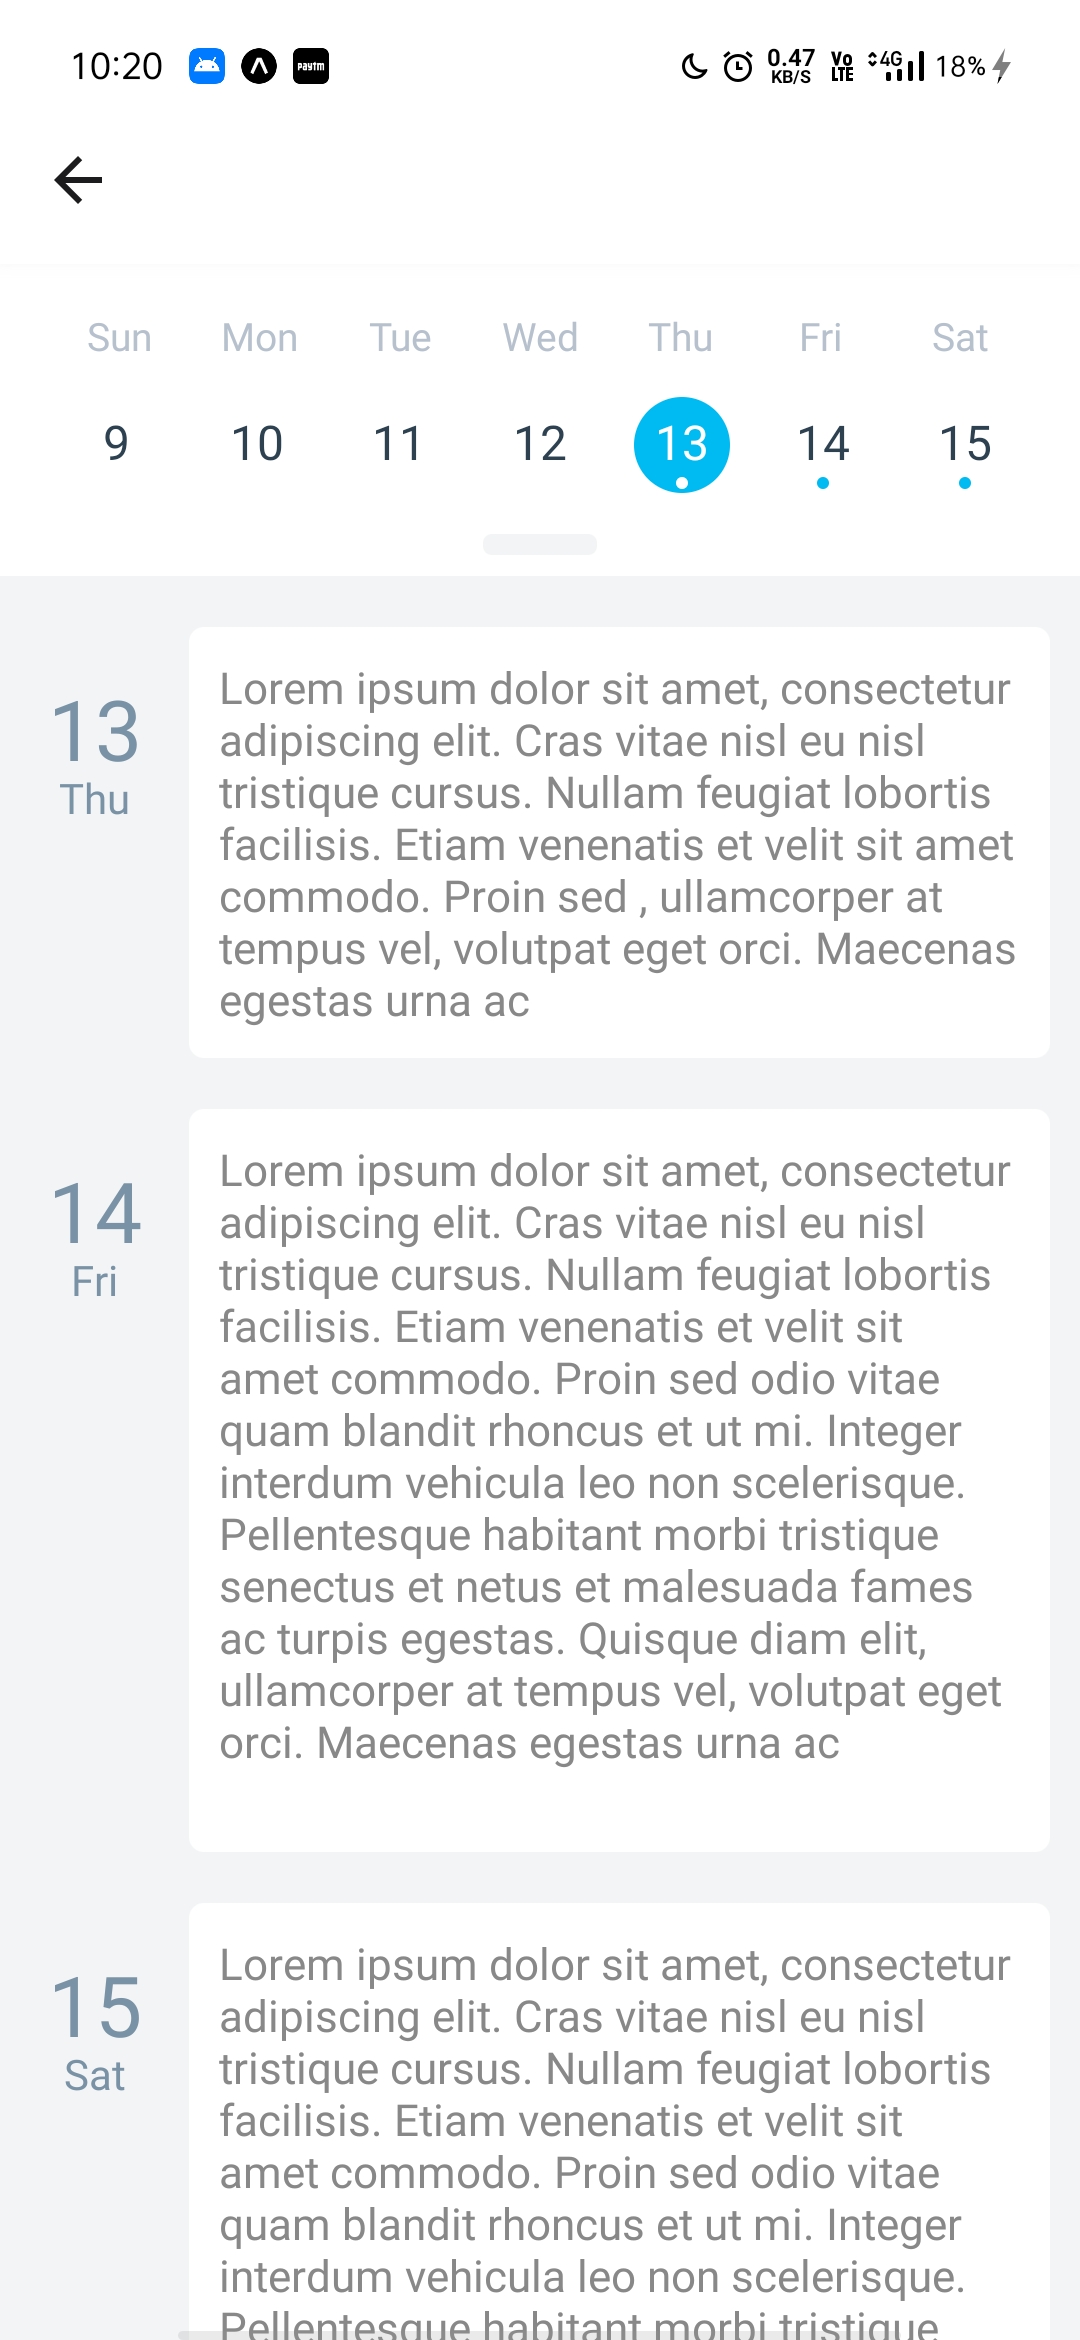 10:20 paytm 0.47 KB/S Vo LTE 4G 18%
Sun Mon Tue Wed Thu Fri Sat
9 10 11 12 13 14 15
13
Thu
Lorem ipsum dolor sit amet, consectetur
adipiscing elit. Cras vitae nisl eu nisl
tristique cursus. Nullam feugiat lobortis
facilisis. Etiam venenatis et velit sit amet
commodo. Proin sed , ullamcorper at
tempus vel, volutpat eget orci. Maecenas
egestas urna ac
14
Fri
Lorem ipsum dolor sit amet, consectetur
adipiscing elit. Cras vitae nisl eu nisl
tristique cursus. Nullam feugiat lobortis
facilisis. Etiam venenatis et velit sit
amet commodo. Proin sed odio vitae
quam blandit rhoncus et ut mi. Integer
interdum vehicula leo non scelerisque.
Pellentesque habitant morbi tristique
senectus et netus et malesuada fames
ac turpis egestas. Quisque diam elit,
ullamcorper at tempus vel, volutpat eget
orci. Maecenas egestas urna ac
15
Sat
Lorem ipsum dolor sit amet, consectetur
adipiscing elit. Cras vitae nisl eu nisl
tristique cursus. Nullam feugiat lobortis
facilisis. Etiam venenatis et velit sit
amet commodo. Proin sed odio vitae
quam blandit rhoncus et ut mi. Integer
interdum vehicula leo non scelerisque.
Pellentesque habitant morbi tristique